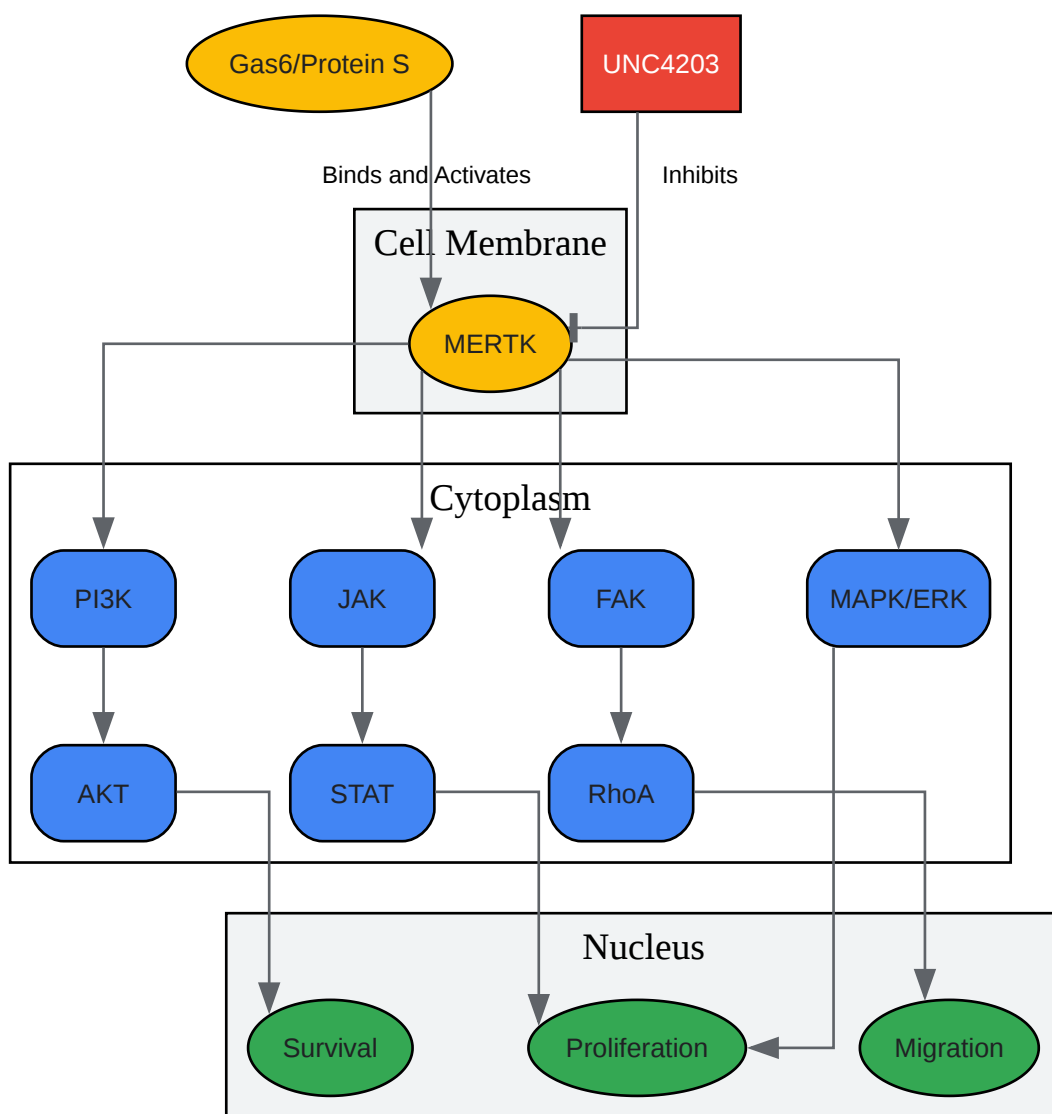 Gas6/Protein S
UNC4203
Binds and Activates
Inhibits
Cell Membrane
MERTK
Cytoplasm
PI3K
JAK
FAK
MAPK/ERK
AKT
STAT
RhoA
Nucleus
Survival
Proliferation
Migration